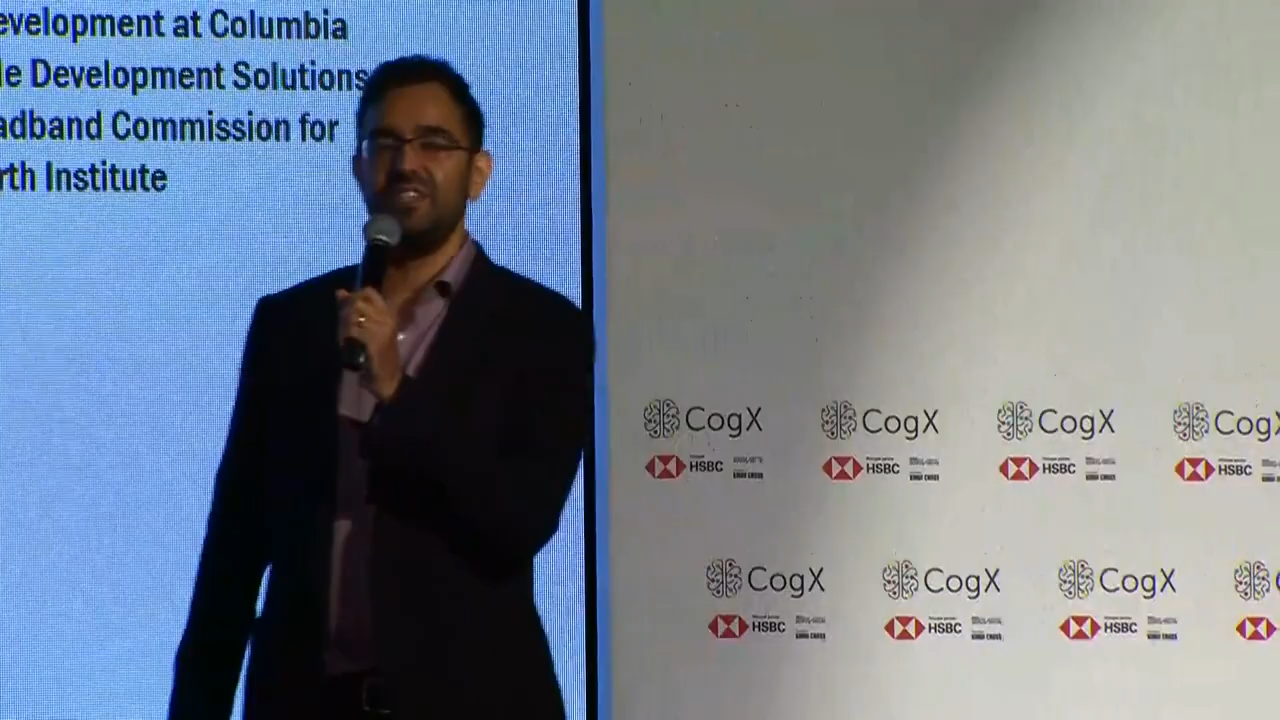 evelopment at Columbia
le Development Solutions
adband Commission for
rth Institute
CogX
CogX
CogX
Cog
HSBC
HSBC
HSBC
HSBC
CogX
CogX
CogX
HSBC
HSBC
HSBC